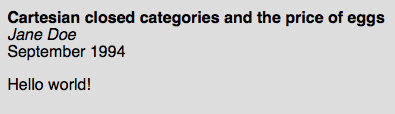 Cartesian closed categories and the price of eggs
Jane Doe
September 1994
Hello world!